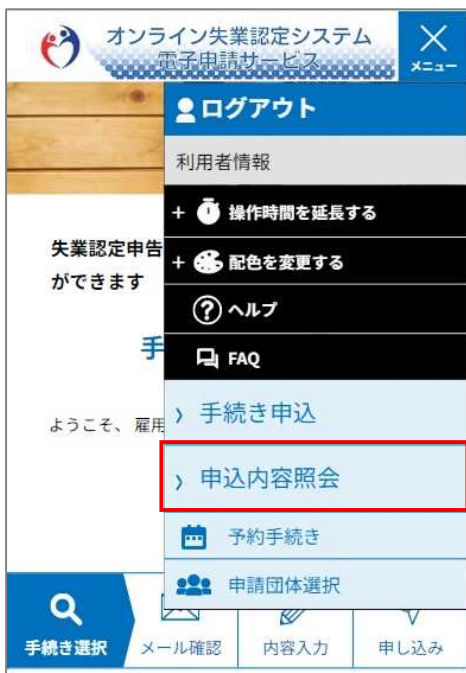 オンライン失業認定システム
電子申請サービス
メニュー
ログアウト
利用者情報
+ 操作時間を延長する
失業認定申告
+ 配色を変更する
ができます
ヘルプ
手
FAQ
手続き申込
ようこそ、雇用
申込内容照会
予約手続き
申請団体選択
手続き選択
メール確認
内容入力
申し込み